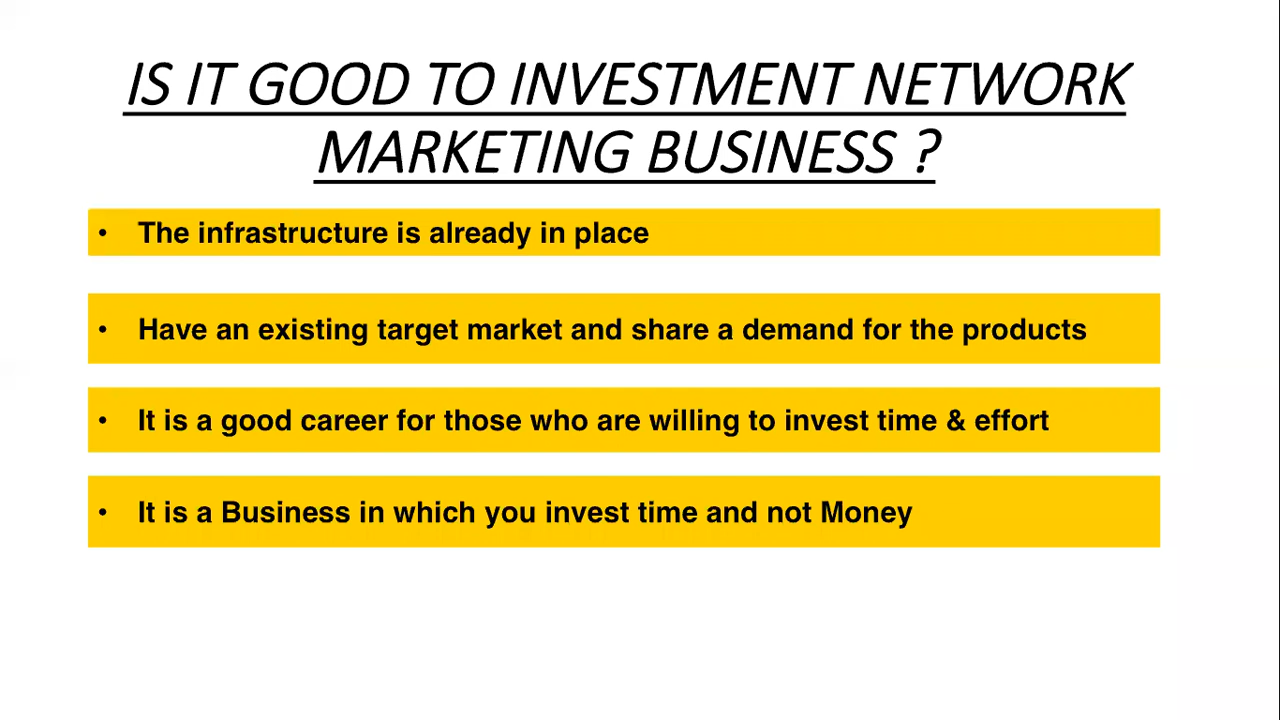 IS IT GOOD TO INVESTMENT NETWORK
MARKETING BUSINESS ?
• The infrastructure is already in place
• Have an existing target market and share a demand for the products
• It is a good career for those who are willing to invest time & effort
• It is a Business in which you invest time and not Money